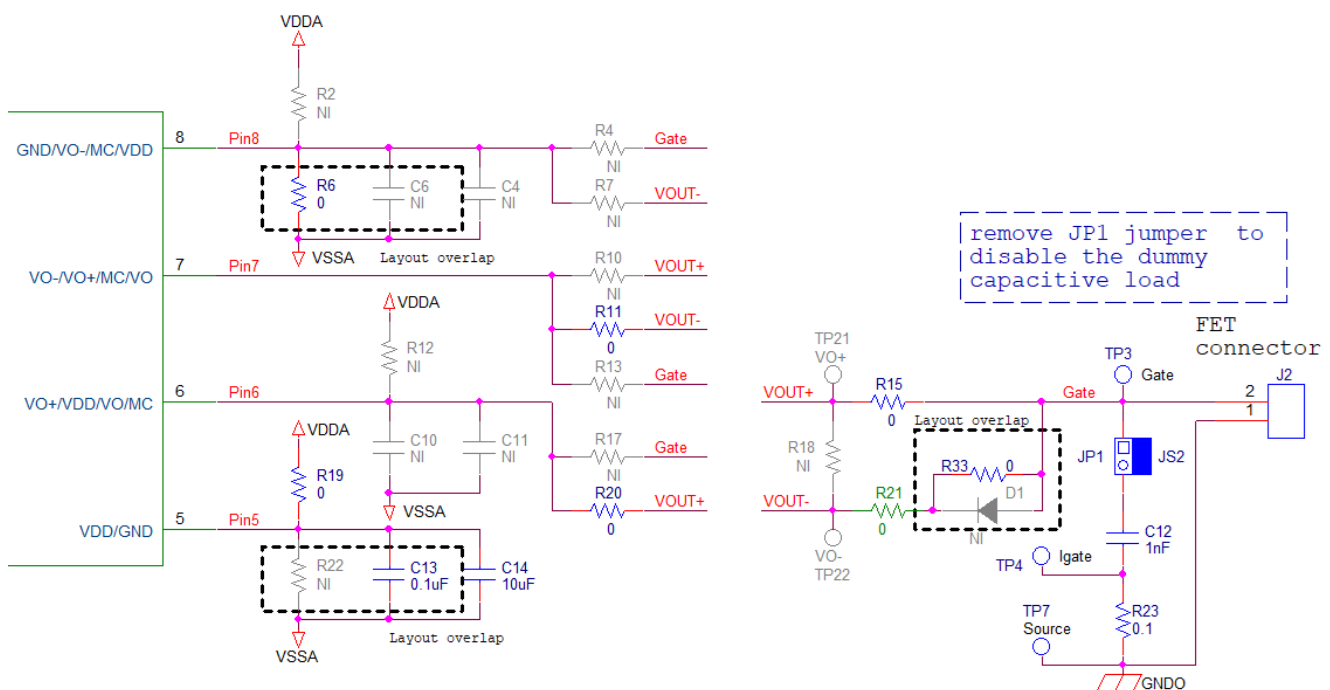 VDDA
R2
NI
8
Pin8
GND/VO-/MC/VDD
R4
NI
Gate
R6
0
C6
NI
C4
NI
R7
NI
VOUT-
VSSA
Layout overlap
7
Pin7
VO-/VO+/MC/VO
R10
NI
VOUT+
VDDA
R11
0
VOUT-
R12
NI
R13
NI
Gate
6
Pin6
VO+/VDD/VO/MC
VDDA
C10
NI
C11
NI
R17
NI
Gate
R19
0
VSSA
R20
0
VOUT+
5
Pin5
VDD/GND
R22
NI
C13
0.1uF
C14
10uF
Layout overlap
VSSA
remove JP1 jumper to
disable the dummy
capacitive load
FET
connector
TP21
VO+
TP3
Gate
J2
VOUT+
R15
0
Gate
2
1
Layout overlap
R18
NI
R33
0
JP1
JS2
VOUT-
R21
0
D1
NI
VO-
TP22
C12
1nF
TP4
Igate
TP7
Source
R23
0.1
GNDO